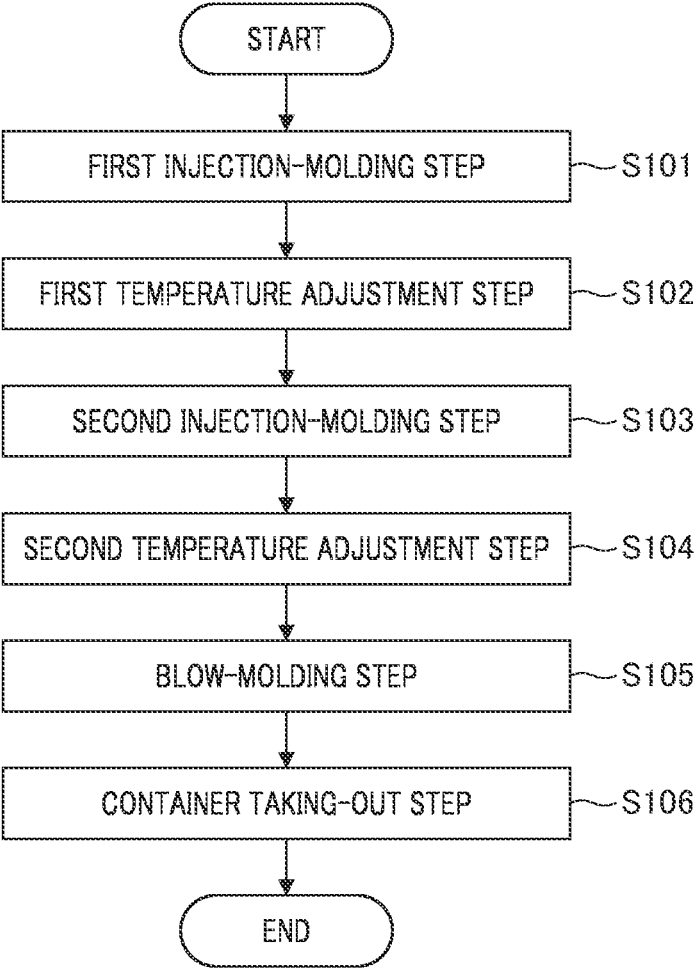 START
FIRST INJECTION-MOLDING STEP
S101
FIRST TEMPERATURE ADJUSTMENT STEP
S102
SECOND INJECTION-MOLDING STEP
S103
SECOND TEMPERATURE ADJUSTMENT STEP
S104
BLOW-MOLDING STEP
S105
CONTAINER TAKING-OUT STEP
S106
END